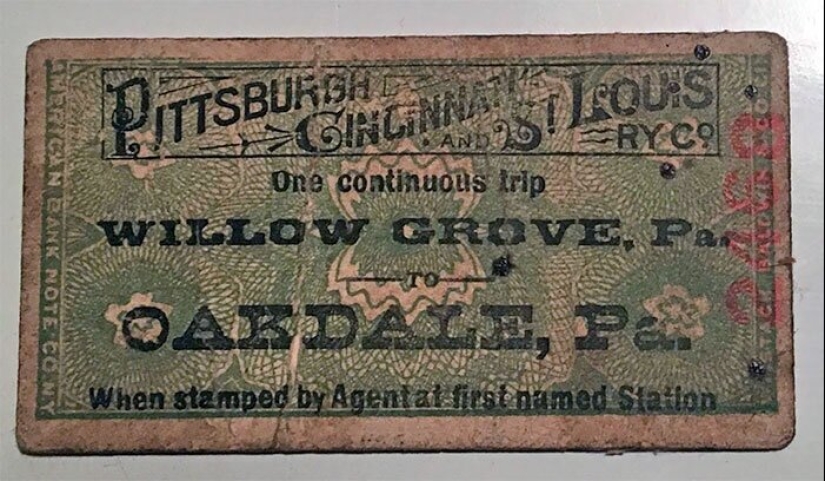 PITTSBURGH
CINCINNATI AND ST. LOUIS
RY CO
One continuous trip
WILLOW GROVE, Pa.
TO
OAKDALE, Pa.
When stamped by Agent at first named Station
AMERICAN BANK NOTE CO. N.Y.